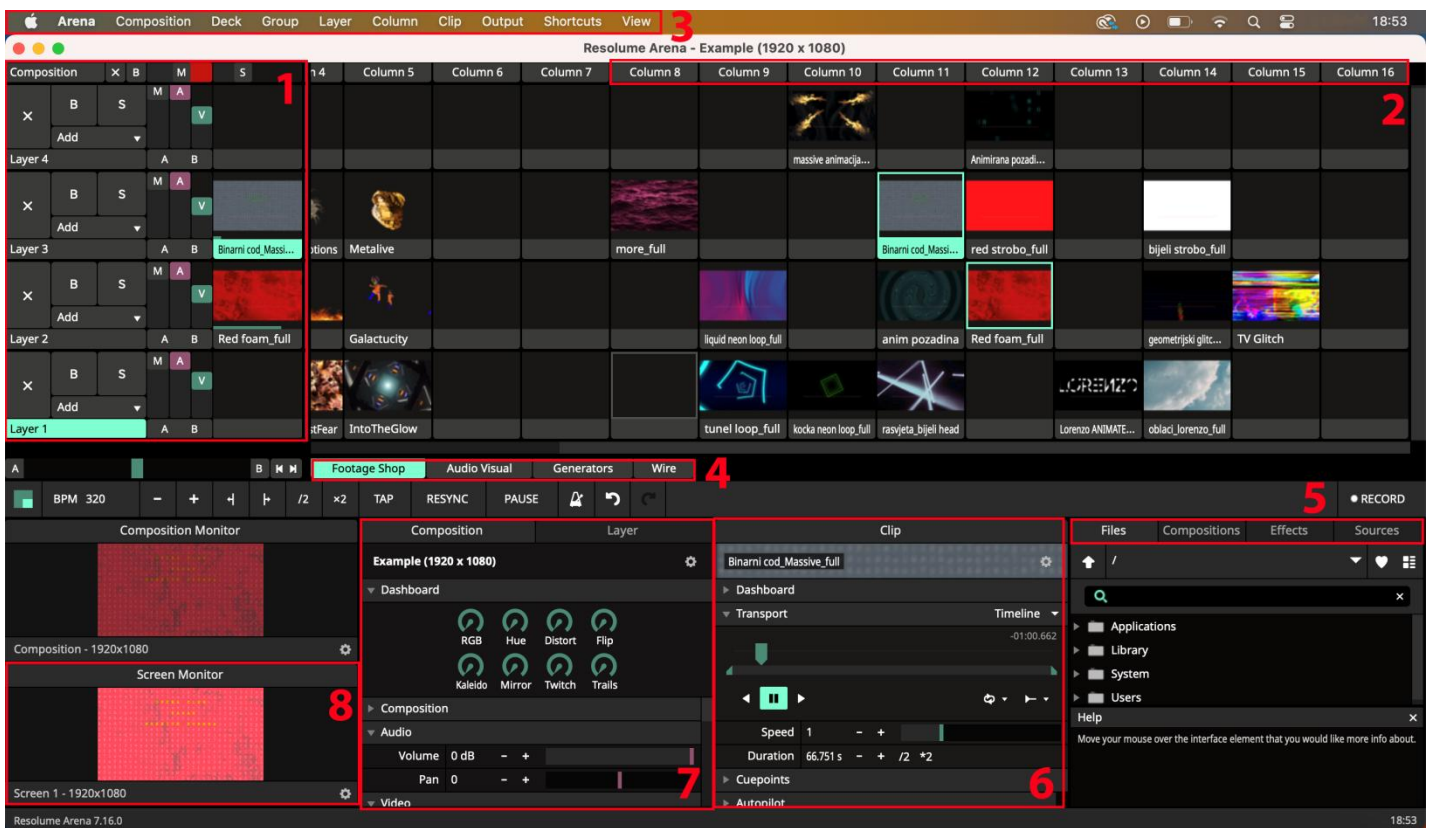 Arena Composition Deck Group Layer Column Clip Output Shortcuts View 3 18:53
Resolume Arena - Example (1920 x 1080)
Composition X B M S 1 n 4 Column 5 Column 6 Column 7 Column 8 Column 9 Column 10 Column 11 Column 12 Column 13 Column 14 Column 15 Column 16
2
M A
B S
V
Add
Layer 4 A B massive animacija... Animirana pozadi...
M A
B S
V
Add
Layer 3 A B Binarni cod_Massi... otions Metalive more_full Binarni cod_Massi... red strobo_full bijeli strobo_full
M A
B S
V
Add
Layer 2 A B Red foam_full Galactucity liquid neon loop_full anim pozadina Red foam_full geometrijski glitc... TV Glitch
M A
B S
V
LORENZO
Add
Layer 1 A B stFear IntoTheGlow tunel loop_full kocka neon loop_full rasvjeta_bijeli head Lorenzo ANIMATE... oblaci_lorenzo_full
A B Footage Shop Audio Visual Generators Wire 4
BPM 320 - + /2 ×2 TAP RESYNC PAUSE 5 RECORD
Composition Monitor Composition Layer Clip Files Compositions Effects Sources
Example (1920 x 1080) Binarni cod_Massive_full /
Dashboard Dashboard
Transport Timeline
-01:00.662
RGB Hue Distort Flip
Kaleido Mirror Twitch Trails
Applications
Library
System
Users
Composition - 1920x1080
Screen Monitor
8
Composition
Audio
Volume 0 dB - +
Pan 0 - +
Video
7
Speed 1 - +
Duration 66.751 s - + /2 *2
Cuepoints
Autopilot
6
Help ×
Move your mouse over the interface element that you would like more info about.
Screen 1 - 1920x1080
Resolume Arena 7.16.0 18:53